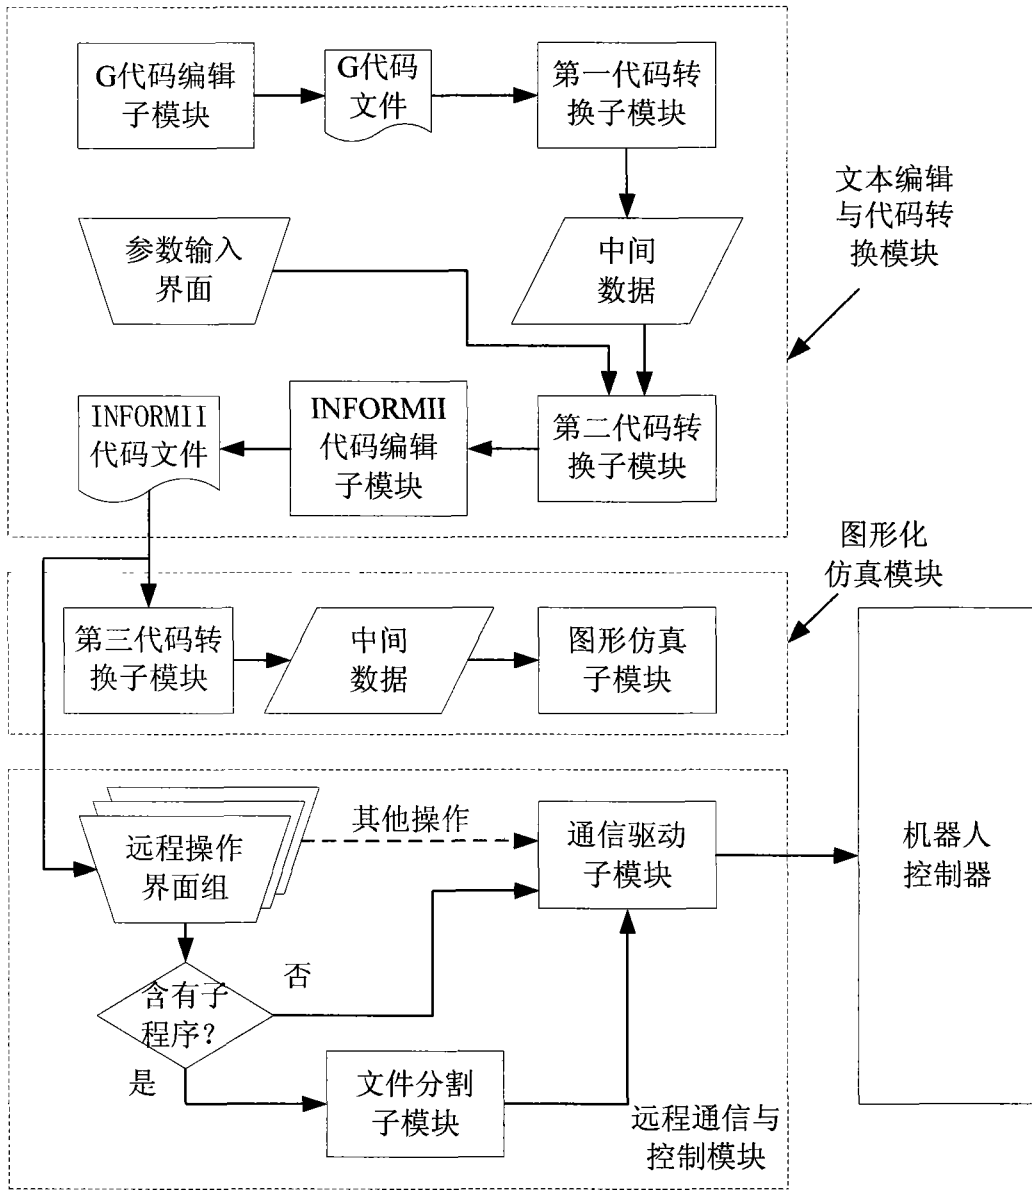 G代码编辑
子模块
G代码
文件
第一代码转
换子模块
文本编辑
与代码转
换模块
参数输入
界面
中间
数据
INFORMII
代码文件
INFORMII
代码编辑
子模块
第二代码转
换子模块
图形化
仿真模块
第三代码转
换子模块
中间
数据
图形仿真
子模块
远程操作
界面组
其他操作
通信驱动
子模块
机器人
控制器
含有子
程序?
否
是
文件分割
子模块
远程通信与
控制模块